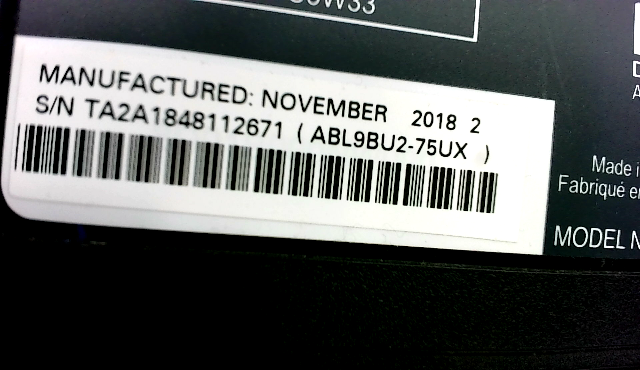 MANUFACTURED: NOVEMBER 2018 2
S/N TA2A1848112671 ( ABL9BU2-75UX )
Made i
Fabriqué e
MODEL N